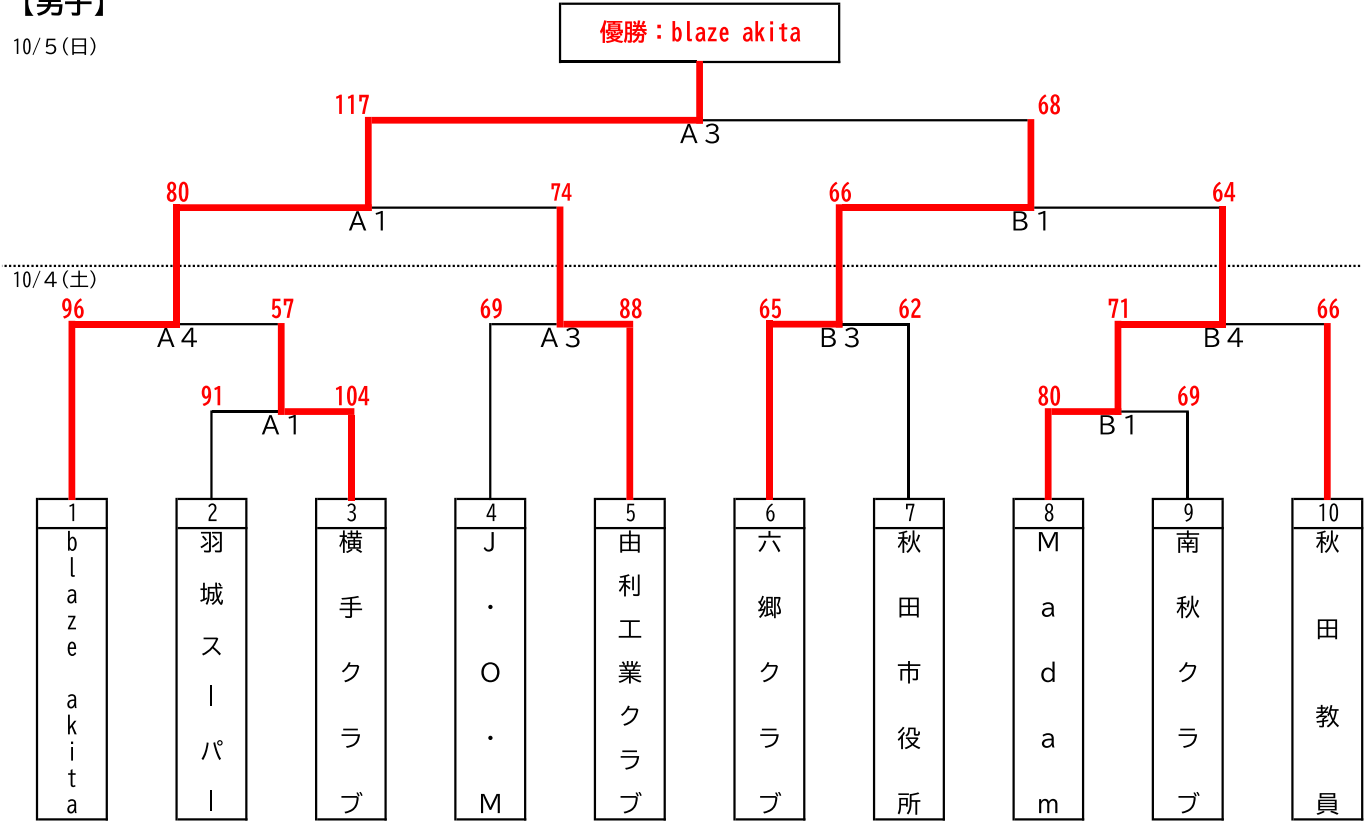 【男子】
10/5(日)
優勝：blaze akita
117
68
A3
80
74
66
64
A1
B1
10/4(土)
96
57
69
88
65
62
71
66
A4
A3
B3
B4
91
104
80
69
A1
B1
1
2
3
4
5
6
7
8
9
10
blaze akita
羽城スーパー
横手クラブ
J・O・M
由利工業クラブ
六郷クラブ
秋田市役所
Madam
南秋クラブ
秋田教員